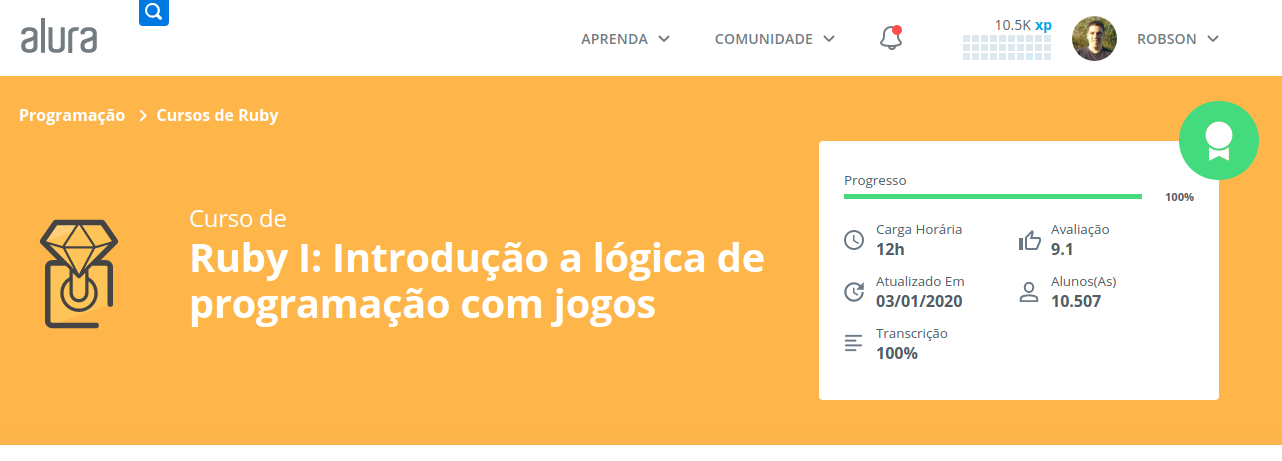 alura
APRENDA
COMUNIDADE
10.5K xp
ROBSON
Programação
Cursos de Ruby
Curso de
Ruby I: Introdução a lógica de
programação com jogos
Progresso
100%
Carga Horária
12h
Avaliação
9.1
Atualizado Em
03/01/2020
Alunos(As)
10.507
Transcrição
100%